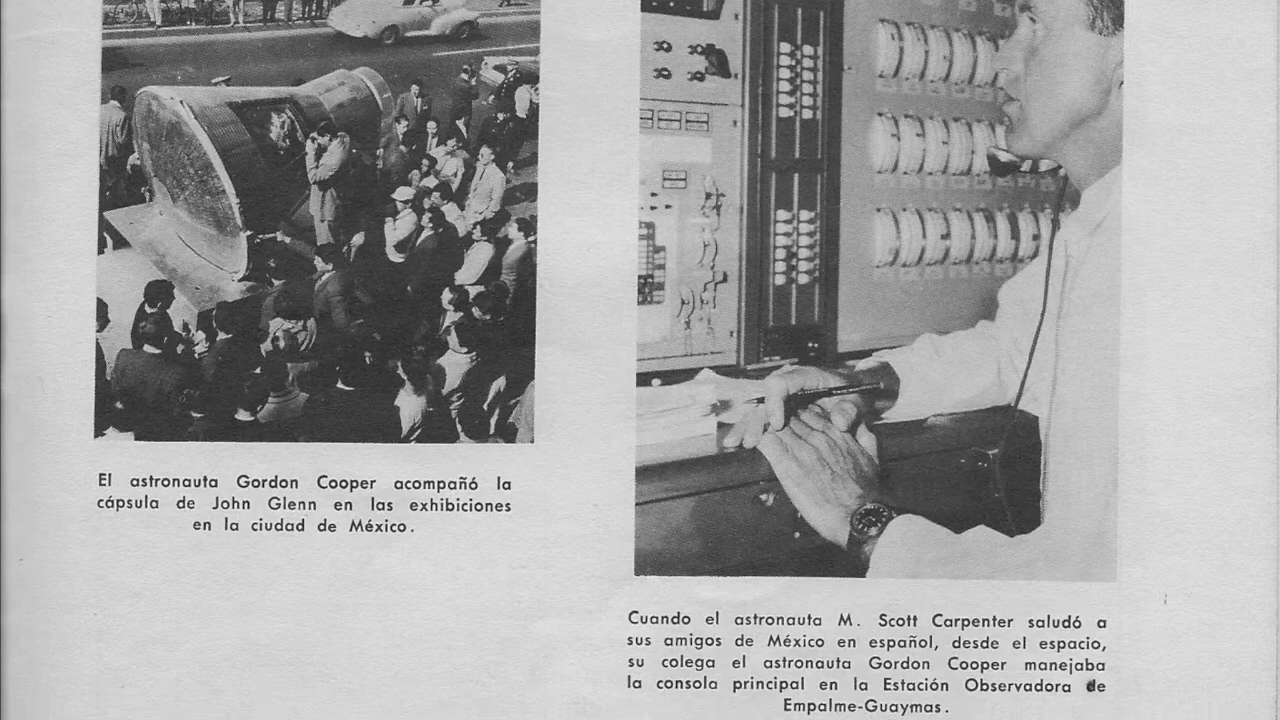 El astronauta Gordon Cooper acompañó la
cápsula de John Glenn en las exhibiciones
en la ciudad de México.
Cuando el astronauta M. Scott Carpenter saludó a
sus amigos de México en español, desde el espacio,
su colega el astronauta Gordon Cooper manejaba
la consola principal en la Estación Observadora de
Empalme-Guaymas.